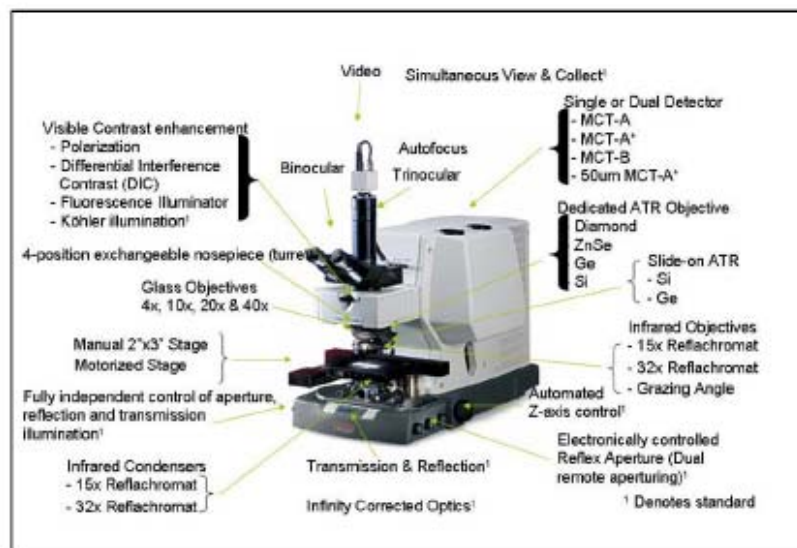 Video
Simultaneous View & Collect¹
Single or Dual Detector
- MCT-A
- MCT-A*
- MCT-B
- 50um MCT-A*
Visible Contrast enhancement
- Polarization
- Differential Interference
Contrast (DIC)
- Fluorescence Illuminator
- Köhler illumination¹
Binocular
Autofocus
Trinocular
Dedicated ATR Objective
Diamond
ZnSe
Ge
Si
Slide-on ATR
- Si
- Ge
4-position exchangeable nosepiece (turre
Glass Objectives
4x, 10x, 20x & 40x
Infrared Objectives
- 15x Reflachromat
- 32x Reflachromat
- Grazing Angle
Manual 2"x3" Stage
Motorized Stage
Fully independent control of aperture,
reflection and transmission
illumination¹
Automated
Z-axis control¹
Electronically controlled
Reflex Aperture (Dual
remote aperturing)¹
Infrared Condensers
- 15x Reflachromat
- 32x Reflachromat
Transmission & Reflection¹
Infinity Corrected Optics¹
¹ Denotes standard